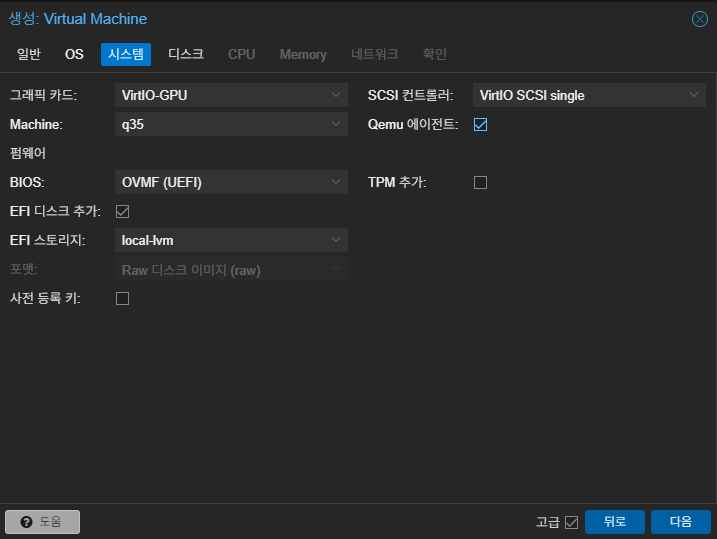 생성: Virtual Machine
일반 OS 시스템 디스크 CPU Memory 네트워크 확인
그래픽 카드: VirtIO-GPU SCSI 컨트롤러: VirtIO SCSI single
Machine: q35 Qemu 에이전트:
펌웨어
BIOS: OVMF (UEFI) TPM 추가:
EFI 디스크 추가:
EFI 스토리지: local-lvm
포맷: Raw 디스크 이미지 (raw)
사전 등록 키:
? 도움 고급 뒤로 다음